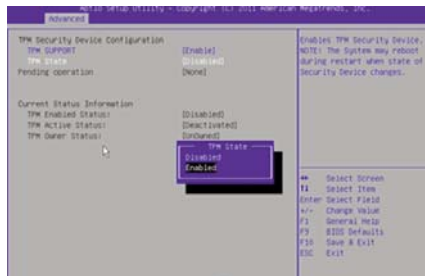 Aptio Setup Utility - Copyright (C) 2011 American Megatrends, Inc.
Advanced
TPM Security Device Configuration
TPM SUPPORT [Enable]
TPM State [Disabled]
Pending operation [None]
Current Status Information
TPM Enabled Status: [Disabled]
TPM Active Status: [Deactivated]
TPM Owner Status: [UnOwned]
TPM State
Disabled
Enabled
Enables TPM Security Device.
NOTE! The System may reboot
during restart when state of
Security Device changes.
Select Screen
↑↓ Select Item
Enter Select Field
+/- Change Value
F1 General Help
F9 BIOS Defaults
F10 Save & Exit
ESC Exit